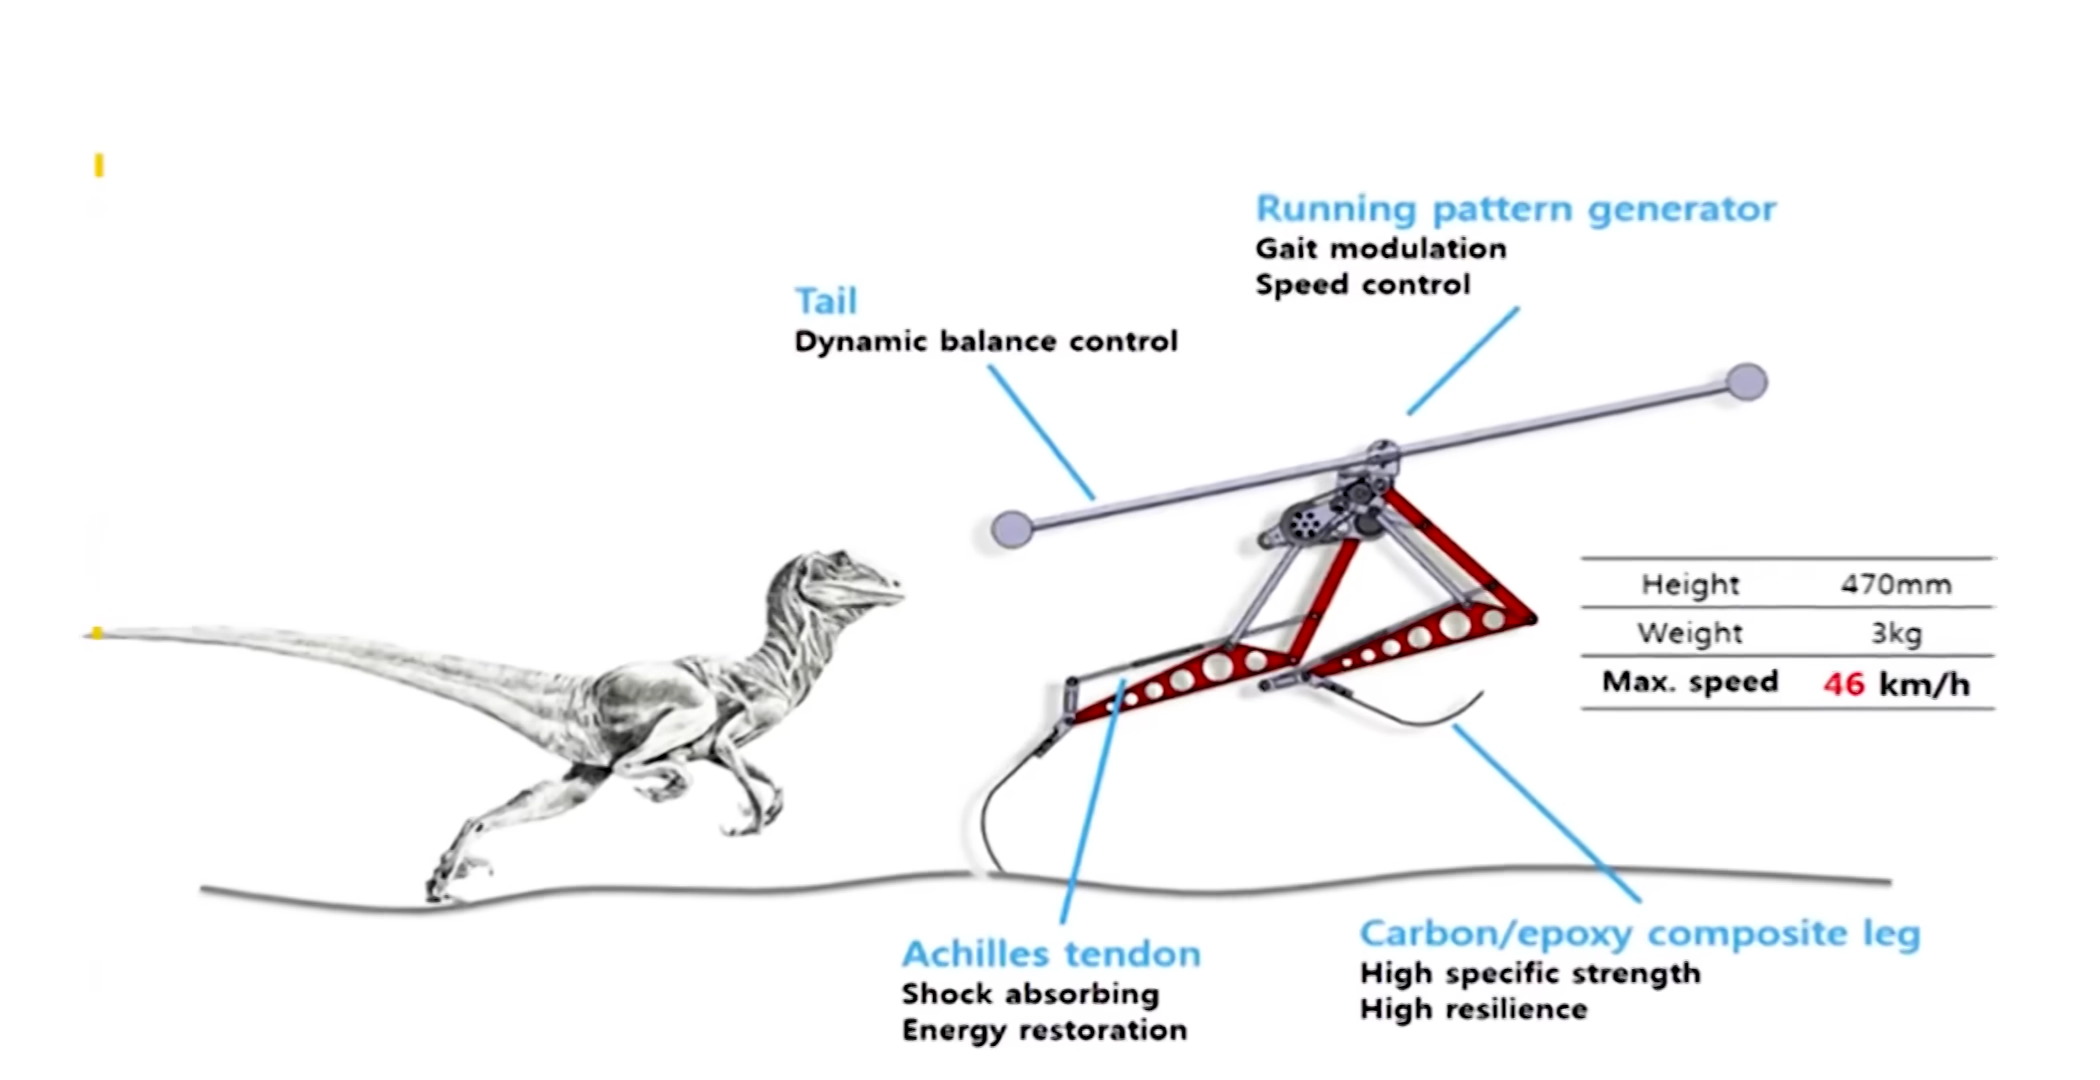 Running pattern generator
Gait modulation
Speed control
Tail
Dynamic balance control
Height 470mm
Weight 3kg
Max. speed 46 km/h
Achilles tendon
Shock absorbing
Energy restoration
Carbon/epoxy composite leg
High specific strength
High resilience